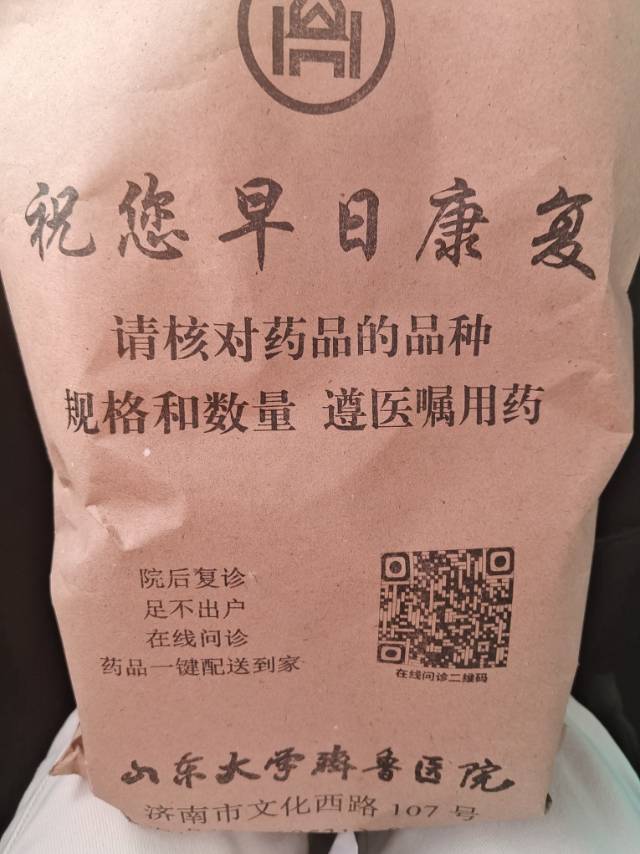 祝您早日康复
请核对药品的品种
规格和数量 遵医嘱用药
院后复诊
足不出户
在线问诊
药品一键配送到家
在线问诊二维码
山东大学齐鲁医院
济南市文化西路 107 号